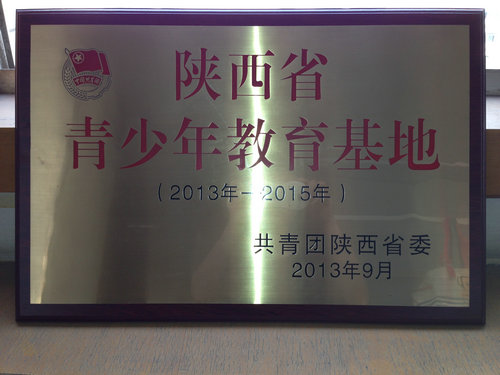 陕西省
青少年教育基地
（2013年－2015年）
共青团陕西省委
2013年9月